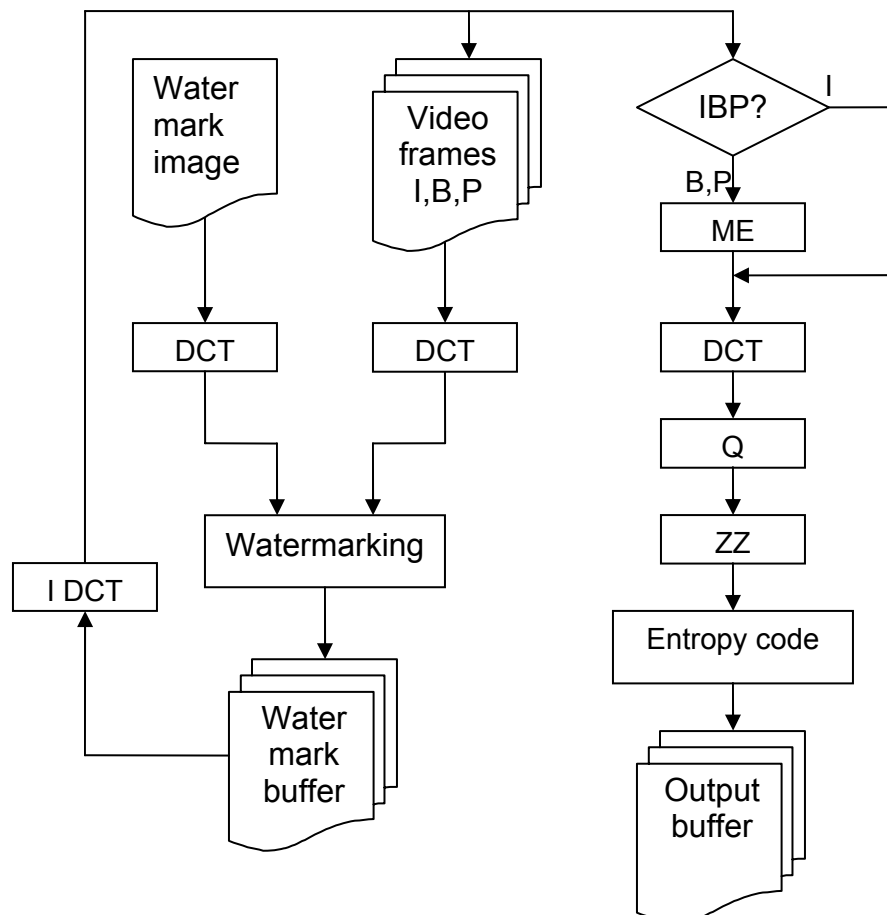 Water
mark
image
Video
frames
I,B,P
IBP?
I
B,P
ME
DCT
DCT
DCT
Q
Watermarking
ZZ
I DCT
Entropy code
Water
mark
buffer
Output
buffer